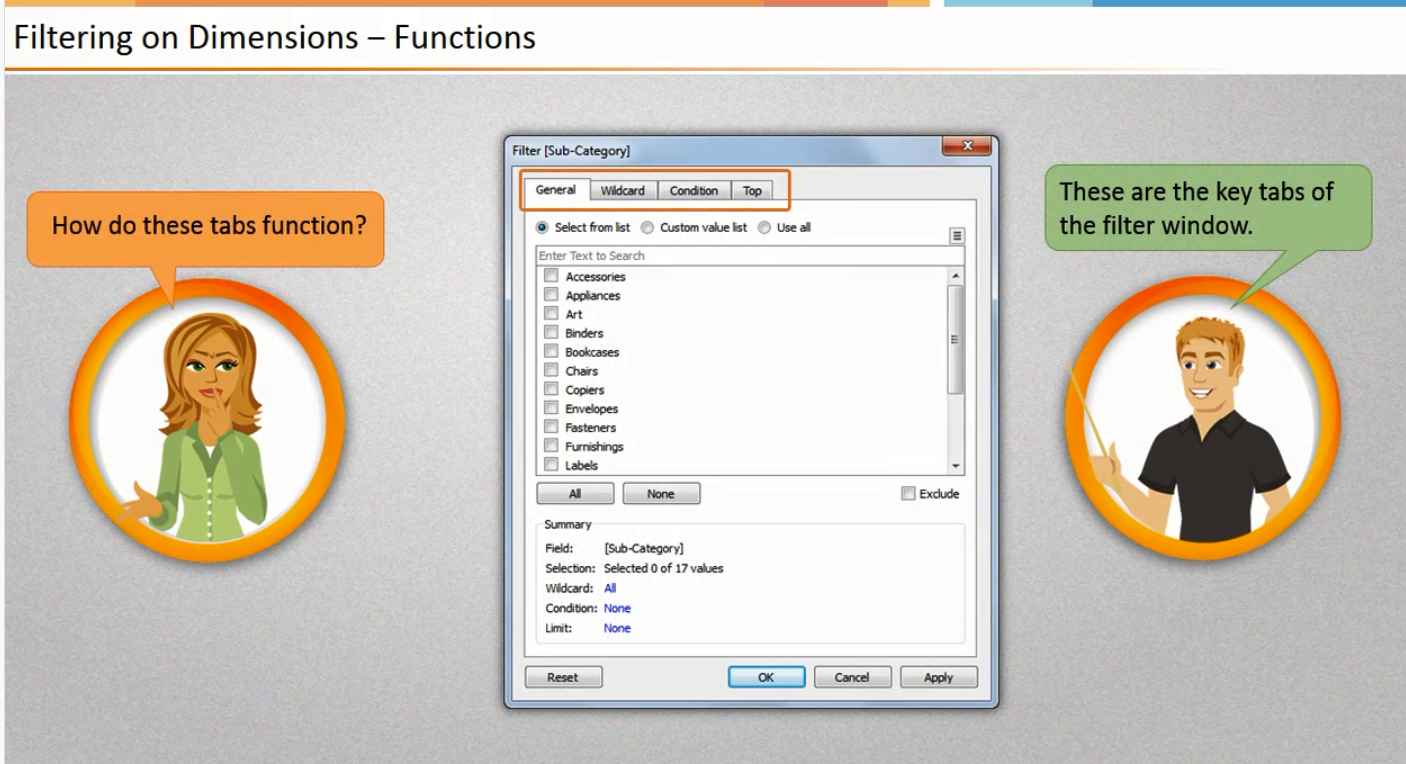 Filtering on Dimensions – Functions
How do these tabs function?
Filter [Sub-Category]
x
General Wildcard Condition Top
Select from list Custom value list Use all
Enter Text to Search
Accessories
Appliances
Art
Binders
Bookcases
Chairs
Copiers
Envelopes
Fasteners
Furnishings
Labels
All None Exclude
Summary
Field: [Sub-Category]
Selection: Selected 0 of 17 values
Wildcard: All
Condition: None
Limit: None
Reset OK Cancel Apply
These are the key tabs of
the filter window.